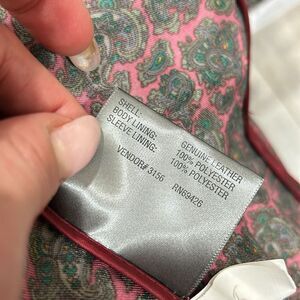 SHELL: GENUINE LEATHER
BODY LINING: 100% POLYESTER
SLEEVE LINING: 100% POLYESTER
VENDOR# 3156 RN69426